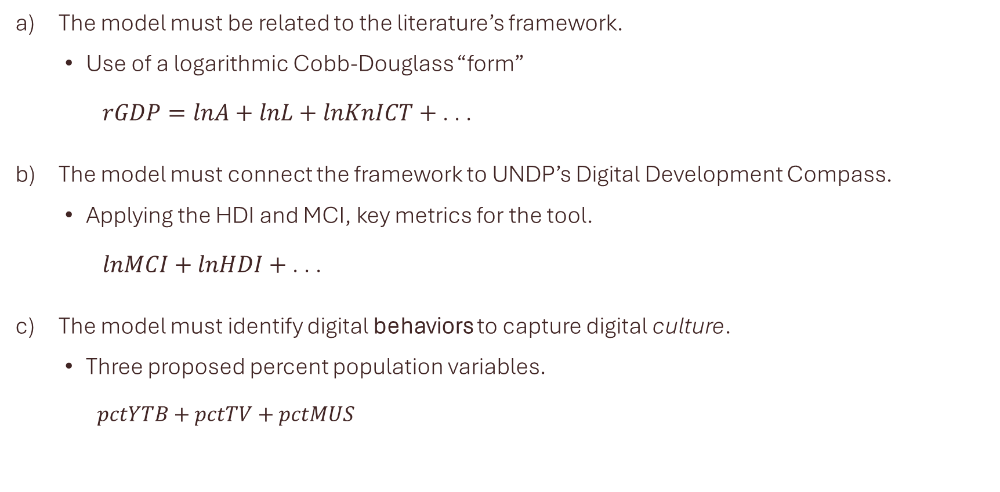 a) The model must be related to the literature’s framework.
• Use of a logarithmic Cobb-Douglass “form”
rGDP = lnA + lnL + lnKnICT + . . .
b) The model must connect the framework to UNDP’s Digital Development Compass.
• Applying the HDI and MCI, key metrics for the tool.
lnMCI + lnHDI + . . .
c) The model must identify digital behaviors to capture digital culture.
• Three proposed percent population variables.
pctYTB + pctTV + pctMUS